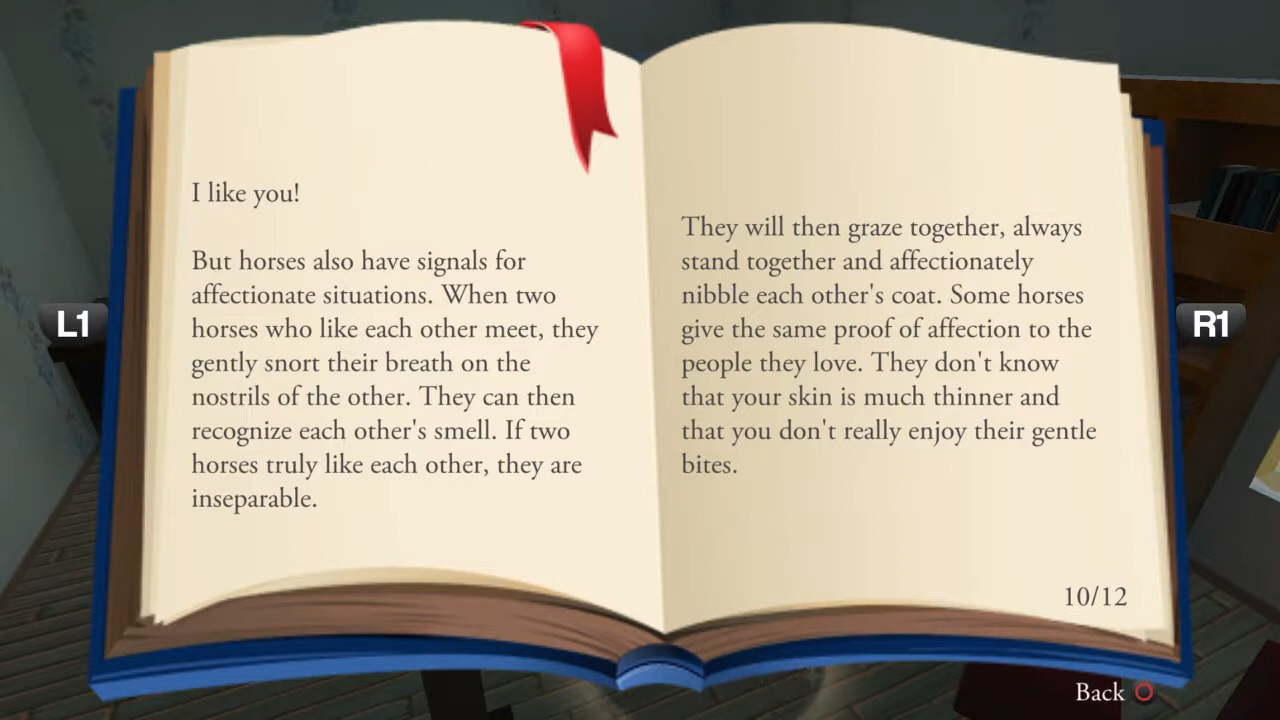 I like you!
But horses also have signals for
affectionate situations. When two
horses who like each other meet, they
gently snort their breath on the
nostrils of the other. They can then
recognize each other's smell. If two
horses truly like each other, they are
inseparable.
They will then graze together, always
stand together and affectionately
nibble each other's coat. Some horses
give the same proof of affection to the
people they love. They don't know
that your skin is much thinner and
that you don't really enjoy their gentle
bites.
L1
R1
10/12
Back